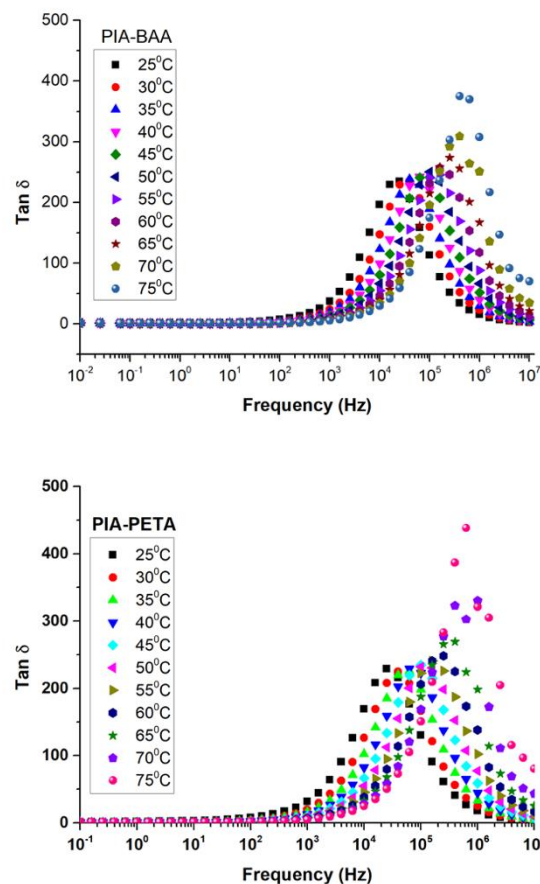 500
400
300
200
100
0
Tan δ
PIA-BAA
25⁰C
30⁰C
35⁰C
40⁰C
45⁰C
50⁰C
55⁰C
60⁰C
65⁰C
70⁰C
75⁰C
10⁻² 10⁻¹ 10⁰ 10¹ 10² 10³ 10⁴ 10⁵ 10⁶ 10⁷
Frequency (Hz)
500
400
300
200
100
0
Tan δ
PIA-PETA
25⁰C
30⁰C
35⁰C
40⁰C
45⁰C
50⁰C
55⁰C
60⁰C
65⁰C
70⁰C
75⁰C
10⁻¹ 10⁰ 10¹ 10² 10³ 10⁴ 10⁵ 10⁶ 10⁷
Frequency (Hz)